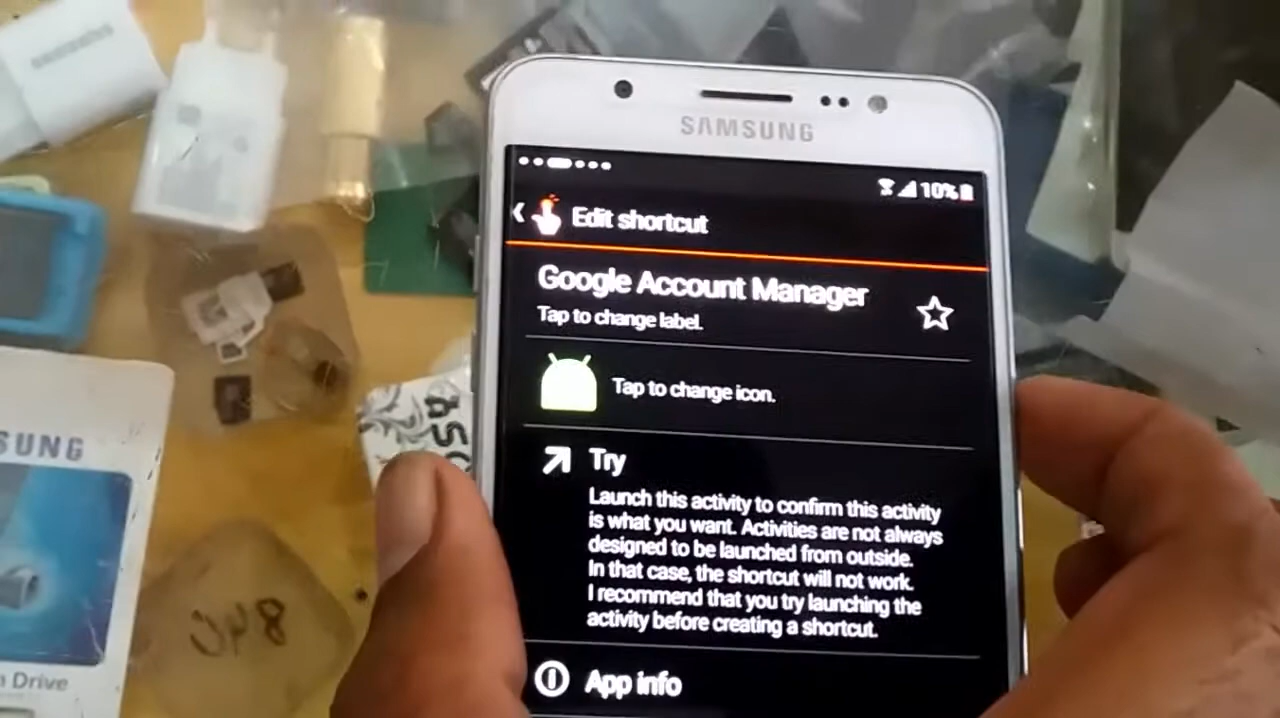 SAMSUNG
10%
Edit shortcut
Google Account Manager
Tap to change label.
Tap to change icon.
Try
Launch this activity to confirm this activity
is what you want. Activities are not always
designed to be launched from outside.
In that case, the shortcut will not work.
I recommend that you try launching the
activity before creating a shortcut.
App info
SUNG
Drive